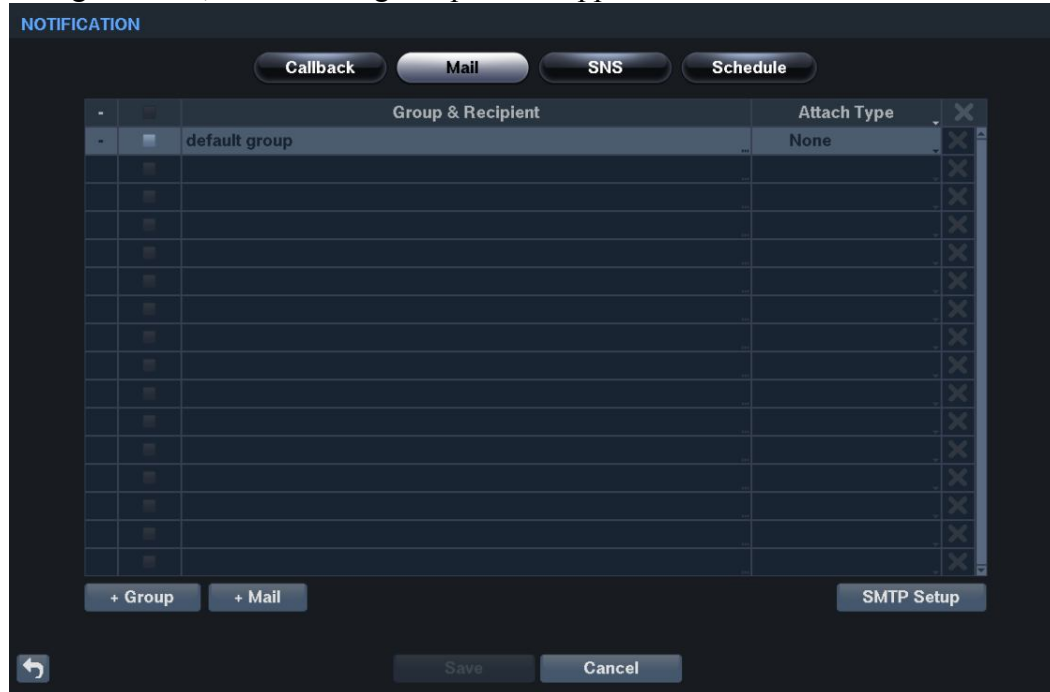 NOTIFICATION
Callback Mail SNS Schedule
- Group & Recipient Attach Type
- default group ... None
+ Group + Mail SMTP Setup
Save Cancel